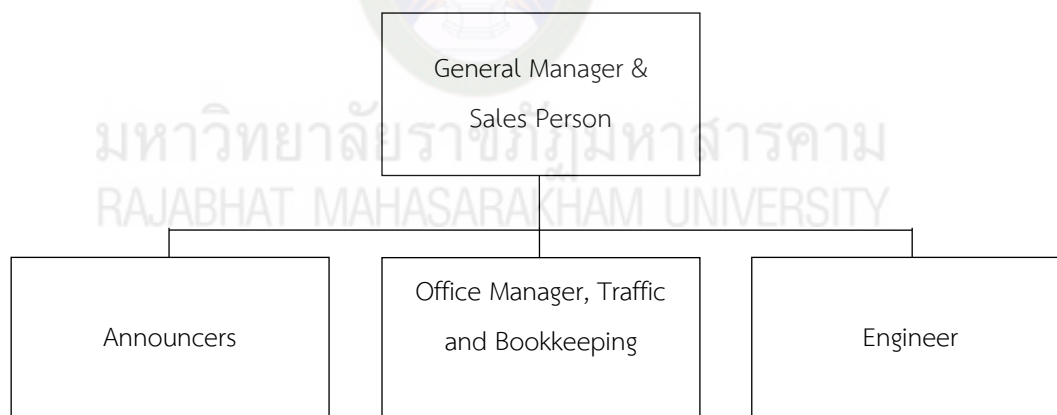 General Manager &
Sales Person
มหาวิทยาลัยราชภัฏมหาสารคาม
RAJABHAT MAHASARAKHAM UNIVERSITY
Announcers
Office Manager, Traffic
and Bookkeeping
Engineer